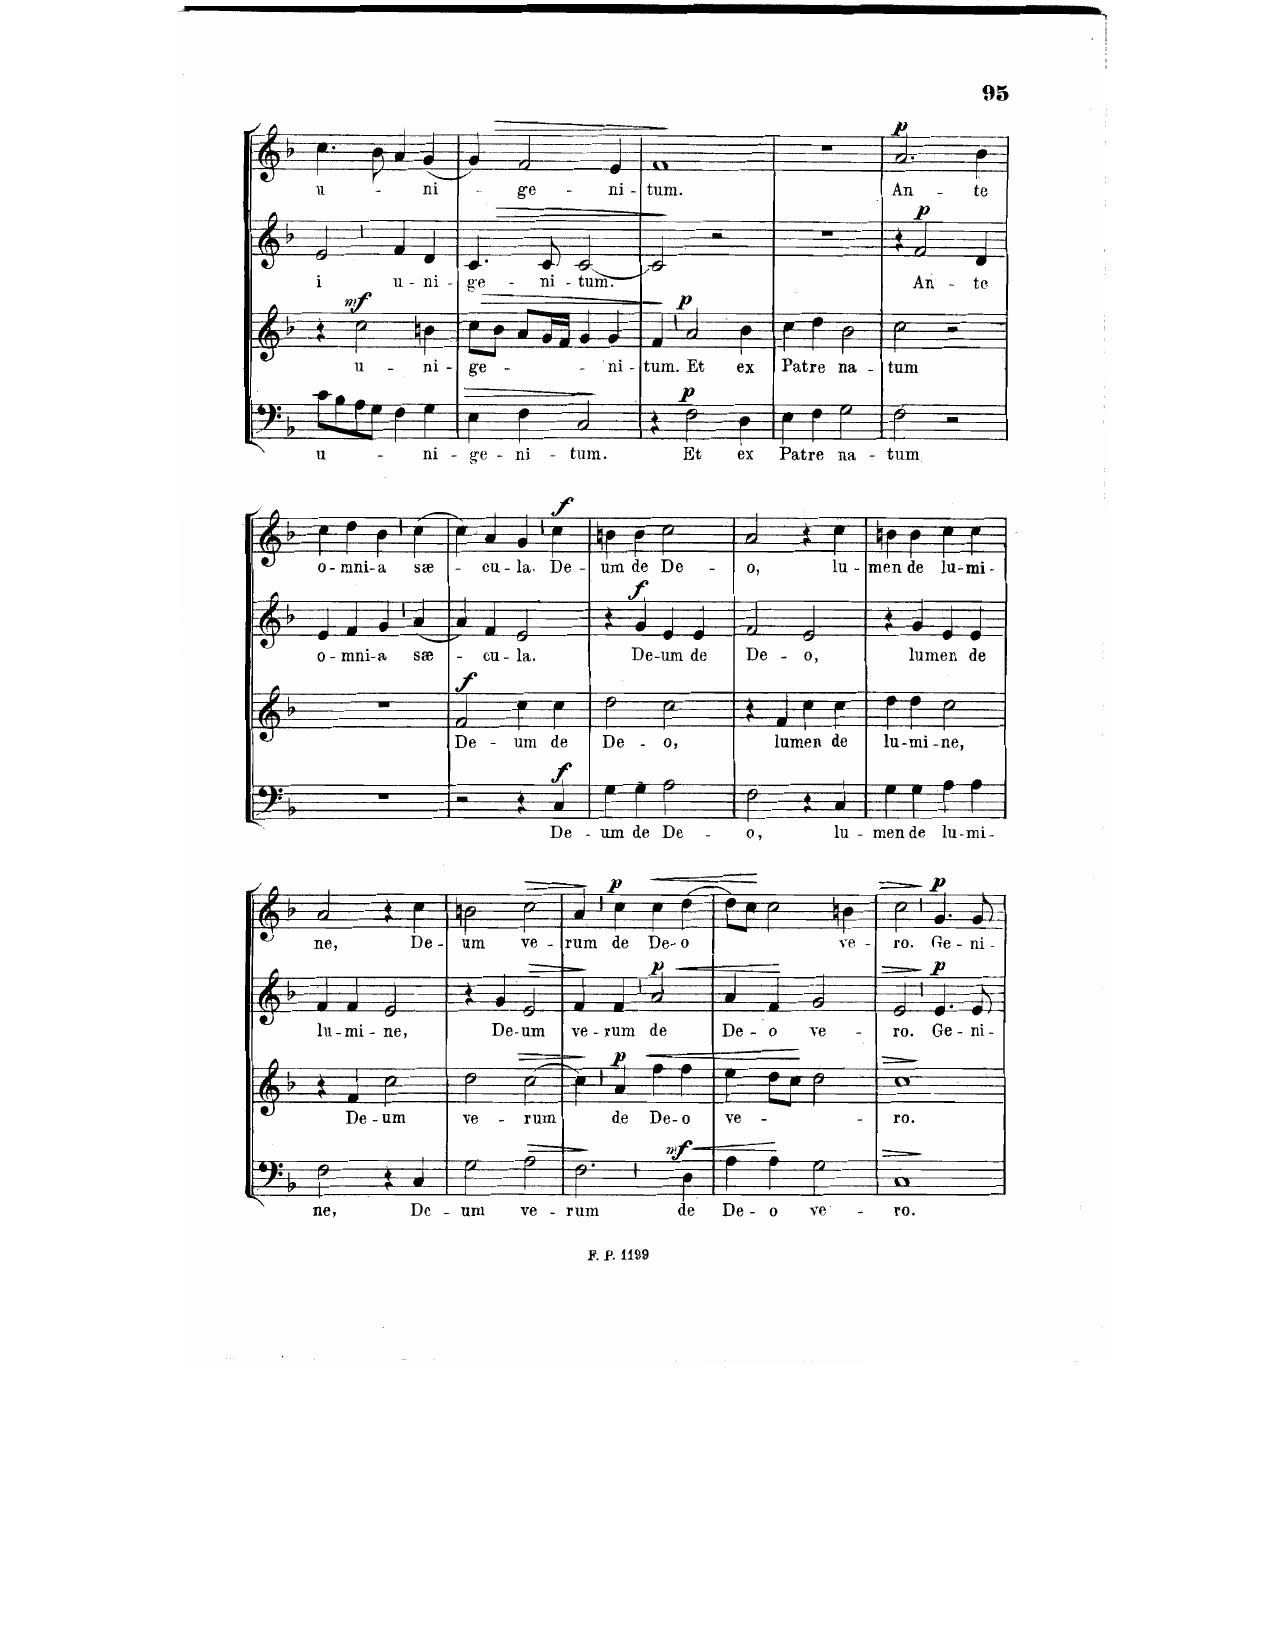 95
p
u - ni - ge - ni - tum. An - te
p
i u - ni - ge - ni - tum. An - te
mf p
u - ni - ge - ni - tum. Et ex Patre na - tum
p
u - ni - ge - ni - tum. Et ex Patre na - tum
f
o - mni - a sæ - cu - la. De - um de De - o, lu - men de lu - mi -
f
o - mni - a sæ - cu - la. De - um de De - o, lumen de
f
De - um de De - o, lumen de lu - mi - ne,
f
De - um de De - o, lu - men de lu - mi -
p p
ne, De - um ve - rum de De - o ve - ro. Ge - ni -
p p
lu - mi - ne, De - um ve - rum de De - o ve - ro. Ge - ni -
p
De - um ve - rum de De - o ve - ro.
mf
ne, De - um ve - rum de De - o ve - ro.
F. P. 1199